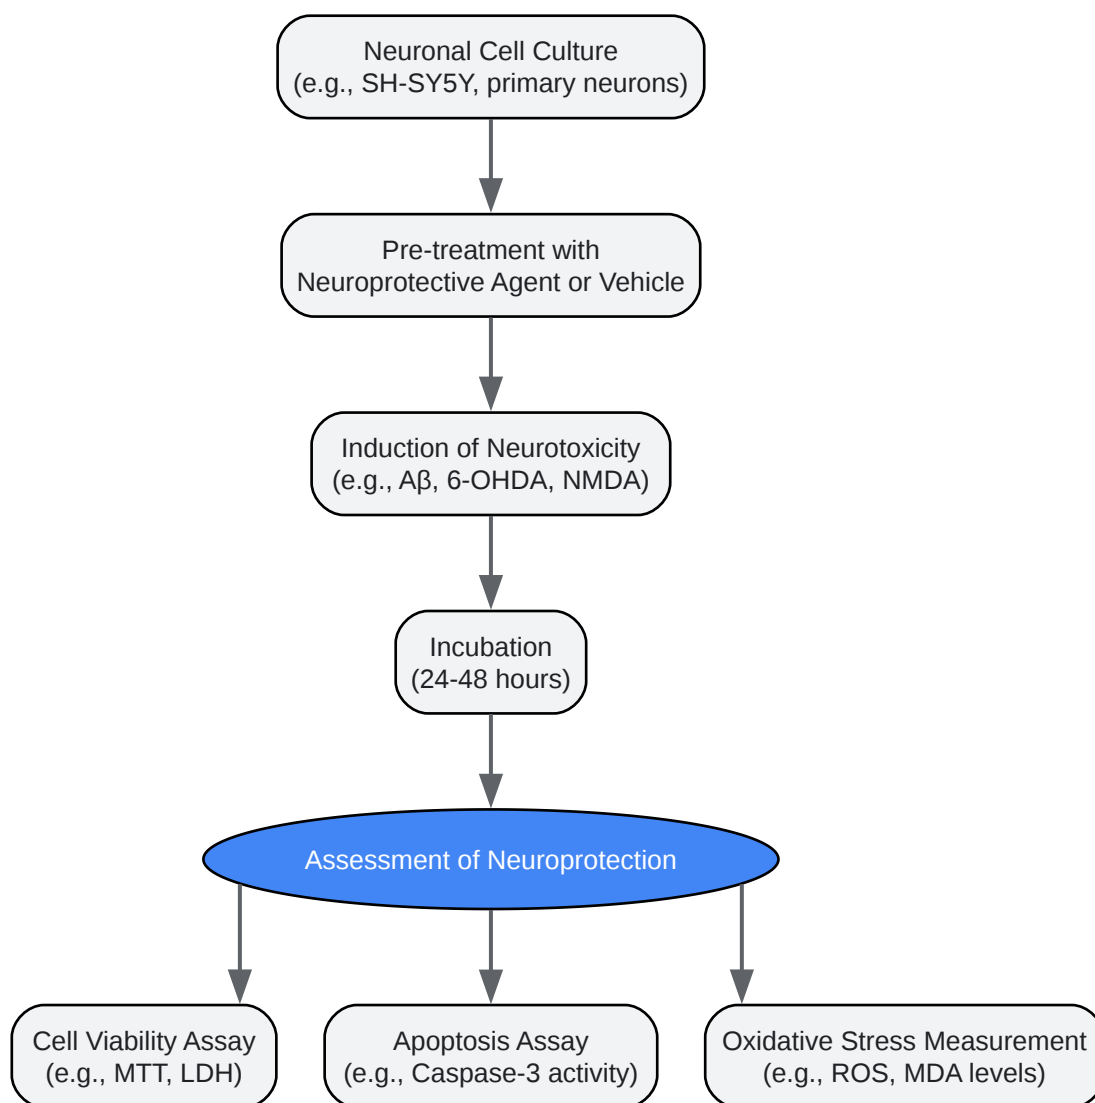 Neuronal Cell Culture
(e.g., SH-SY5Y, primary neurons)
Pre-treatment with
Neuroprotective Agent or Vehicle
Induction of Neurotoxicity
(e.g., Aβ, 6-OHDA, NMDA)
Incubation
(24-48 hours)
Assessment of Neuroprotection
Cell Viability Assay
(e.g., MTT, LDH)
Apoptosis Assay
(e.g., Caspase-3 activity)
Oxidative Stress Measurement
(e.g., ROS, MDA levels)